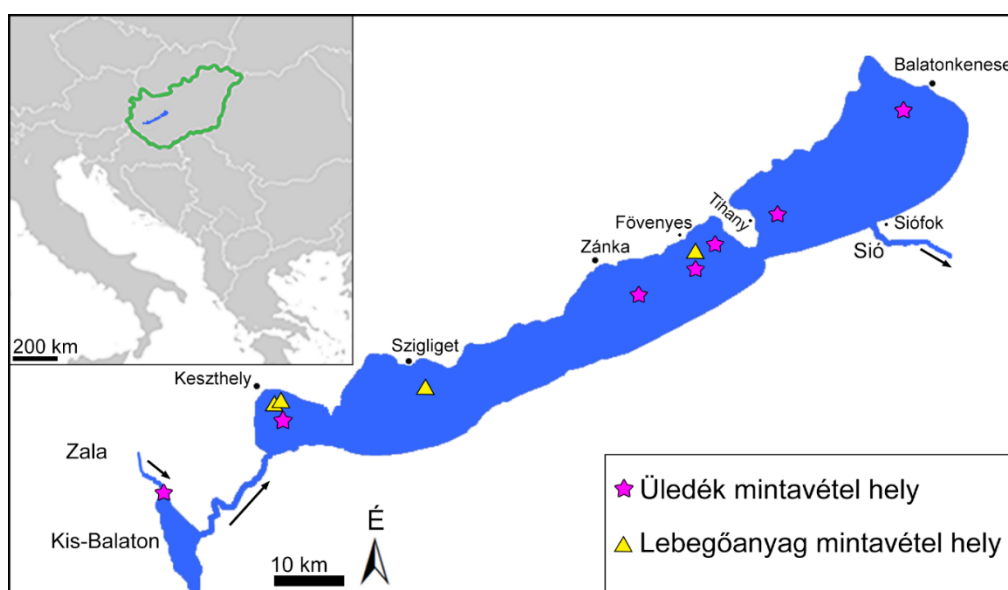 Balatonkenese
Tihany
Fövenyes
Siófok
Zánka
Sió
200 km
Szigliget
Keszthely
Zala
Üledék mintavétel hely
É
Kis-Balaton
Lebegőanyag mintavétel hely
10 km